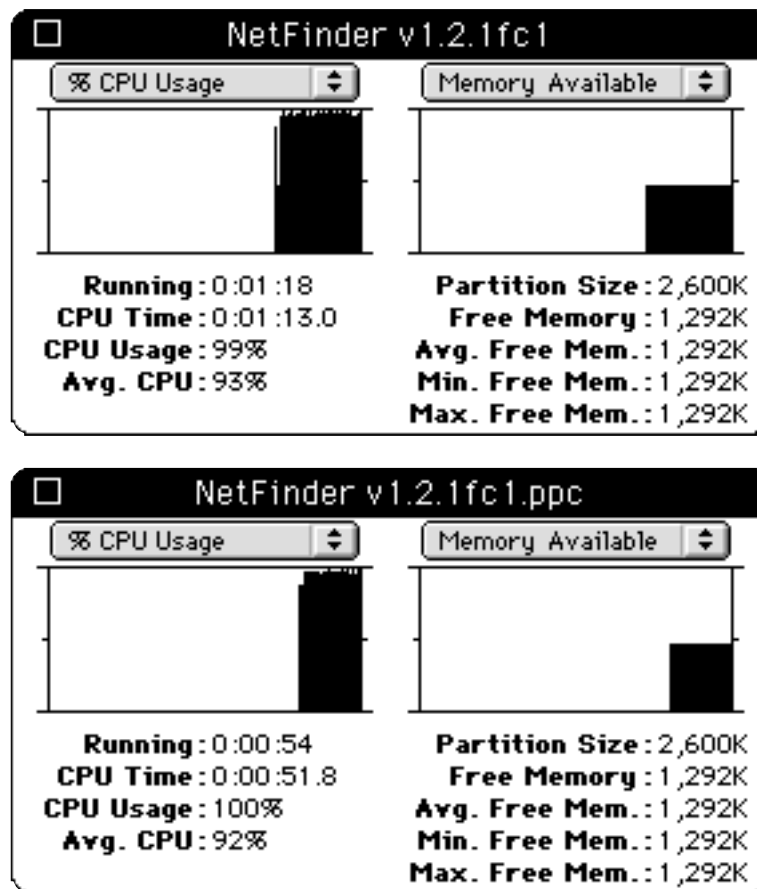 NetFinder v1.2.1fc1
% CPU Usage Memory Available
Running:0:01:18 Partition Size:2,600K
CPU Time:0:01:13.0 Free Memory:1,292K
CPU Usage:99% Avg. Free Mem.:1,292K
Avg. CPU:93% Min. Free Mem.:1,292K
Max. Free Mem.:1,292K
NetFinder v1.2.1fc1.ppc
% CPU Usage Memory Available
Running:0:00:54 Partition Size:2,600K
CPU Time:0:00:51.8 Free Memory:1,292K
CPU Usage:100% Avg. Free Mem.:1,292K
Avg. CPU:92% Min. Free Mem.:1,292K
Max. Free Mem.:1,292K